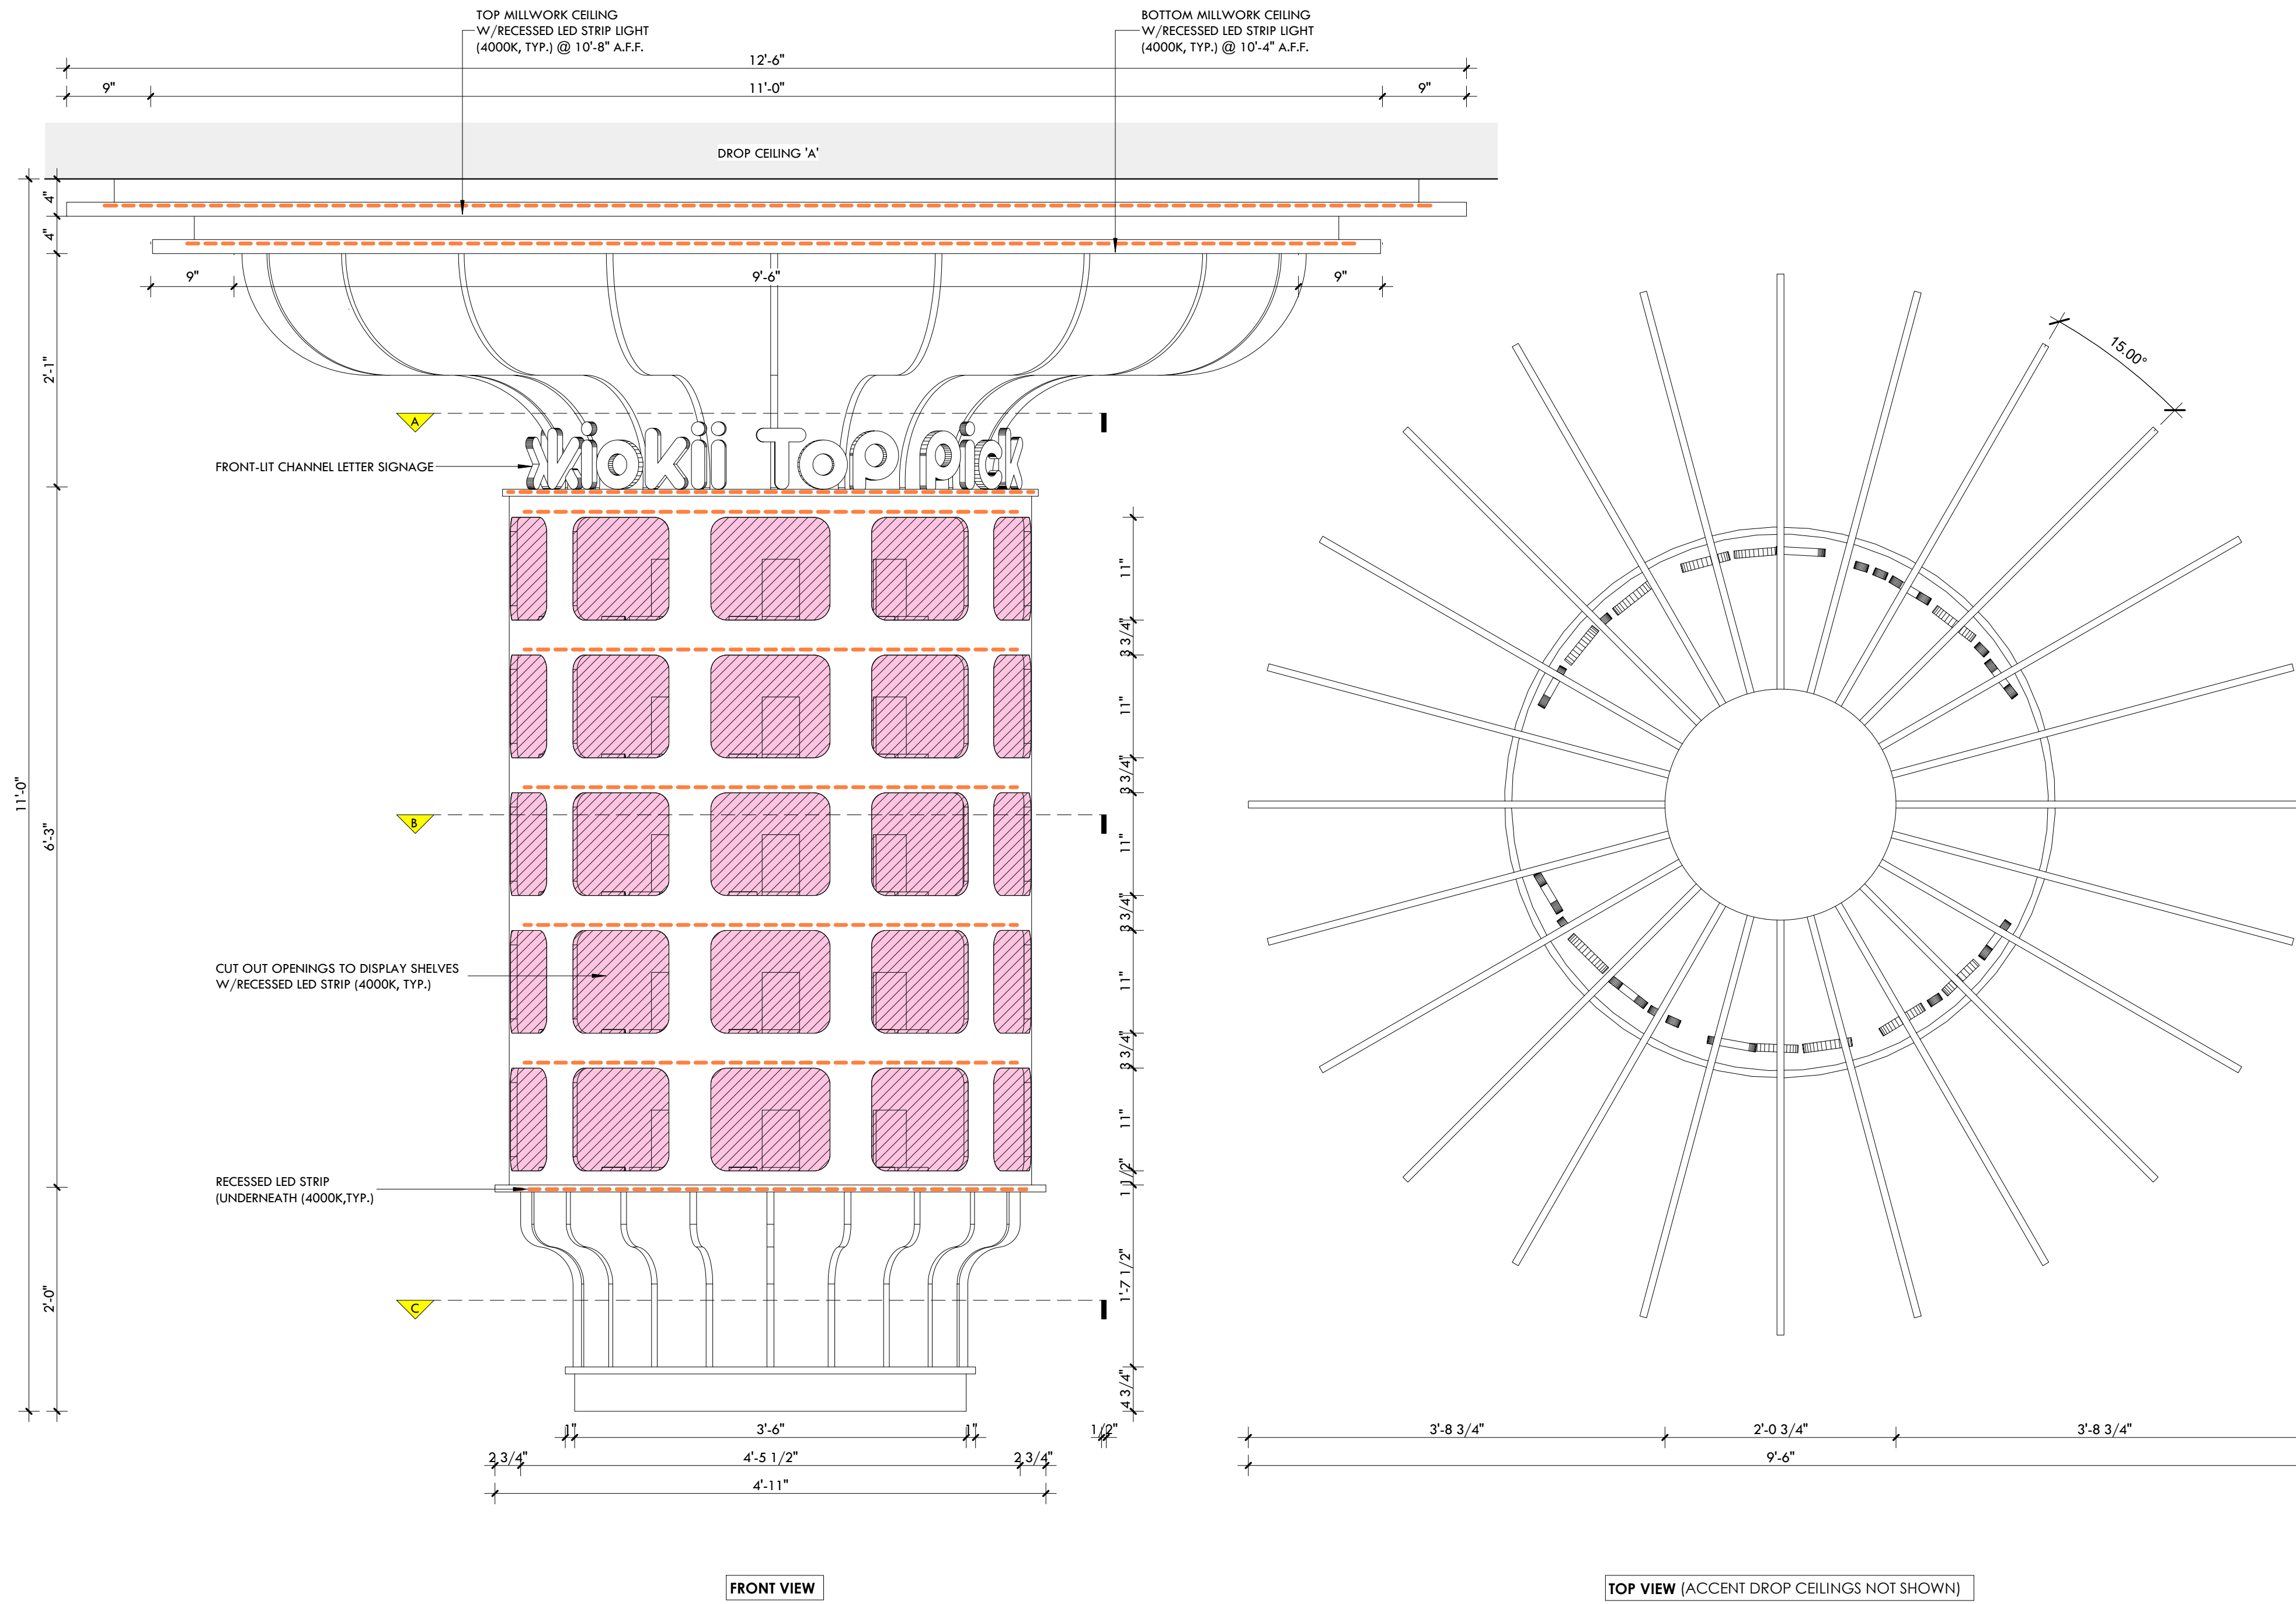 TOP MILLWORK CEILING
W/RECESSED LED STRIP LIGHT
(4000K, TYP.) @ 10'-8" A.F.F.
BOTTOM MILLWORK CEILING
W/RECESSED LED STRIP LIGHT
(4000K, TYP.) @ 10'-4" A.F.F.
12'-6"
9"
11'-0"
9"
DROP CEILING 'A'
4"
4"
9"
9'-6"
9"
2'-1"
15.00°
A
FRONT-LIT CHANNEL LETTER SIGNAGE
kiokii Top pick
11"
3 3/4"
11"
3 3/4"
11'-0"
6'-3"
B
11"
3 3/4"
CUT OUT OPENINGS TO DISPLAY SHELVES
W/RECESSED LED STRIP (4000K, TYP.)
11"
3 3/4"
11"
1 1/2"
RECESSED LED STRIP
(UNDERNEATH (4000K,TYP.)
2'-0"
C
1'-7 1/2"
4 3/4"
1"
3'-6"
1"
1/2"
2 3/4"
4'-5 1/2"
2 3/4"
4'-11"
3'-8 3/4"
2'-0 3/4"
3'-8 3/4"
9'-6"
FRONT VIEW
TOP VIEW (ACCENT DROP CEILINGS NOT SHOWN)